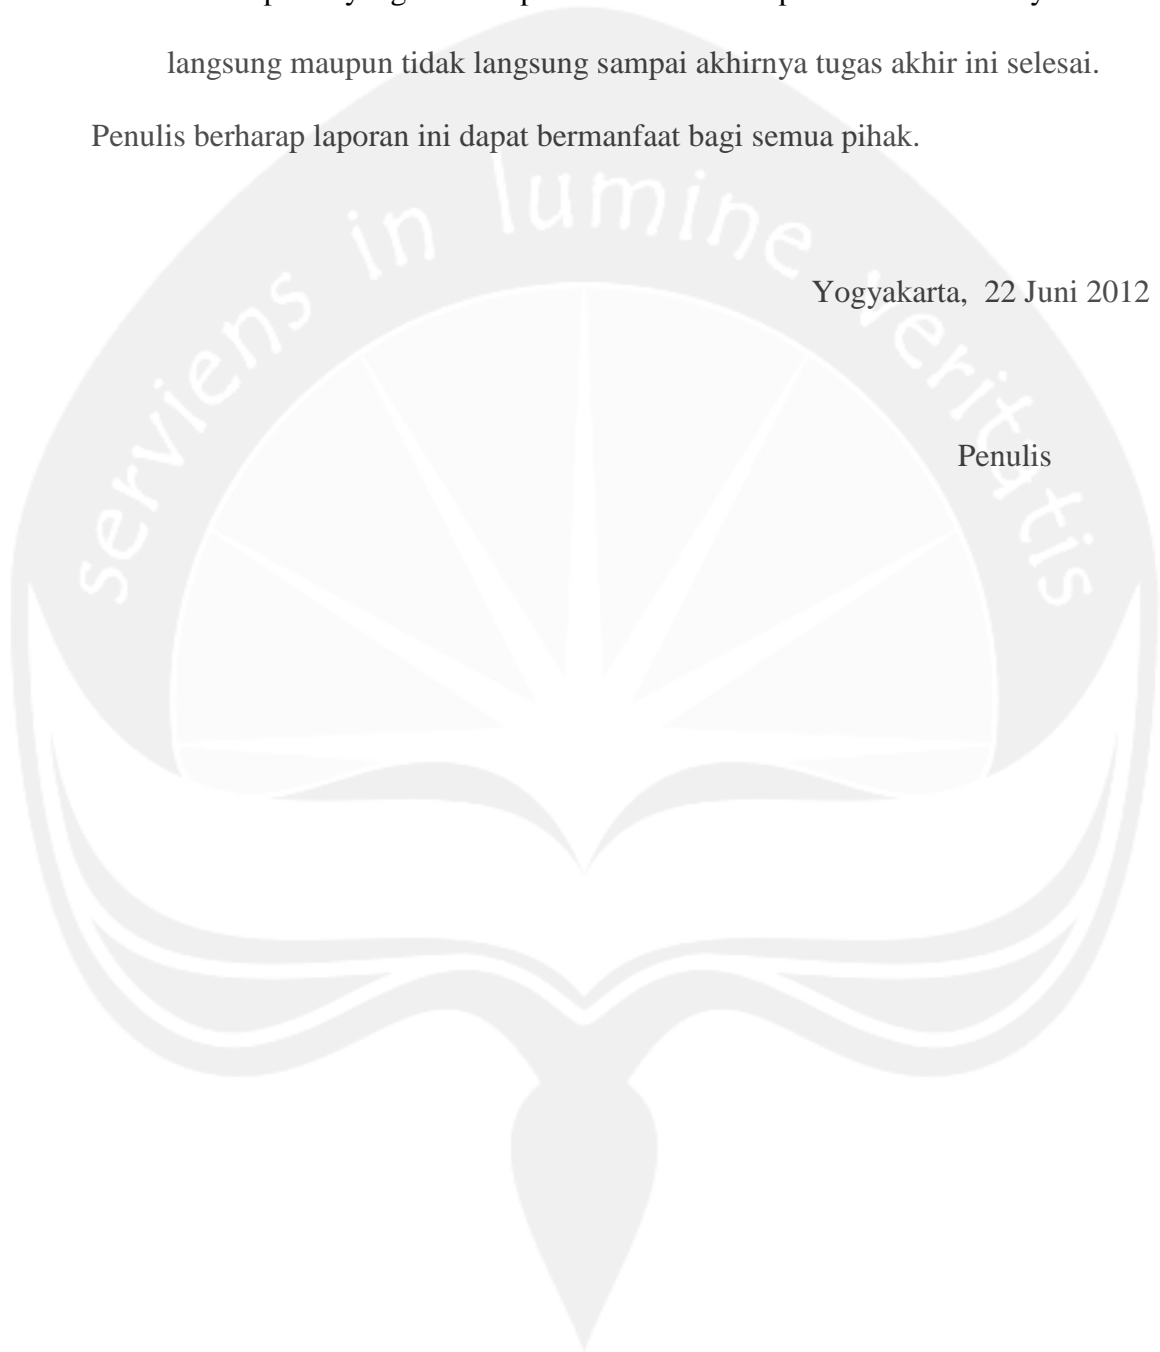 langsung maupun tidak langsung sampai akhirnya tugas akhir ini selesai.
Penulis berharap laporan ini dapat bermanfaat bagi semua pihak.
serviens in lumine veritatis
Yogyakarta,  22 Juni 2012
Penulis